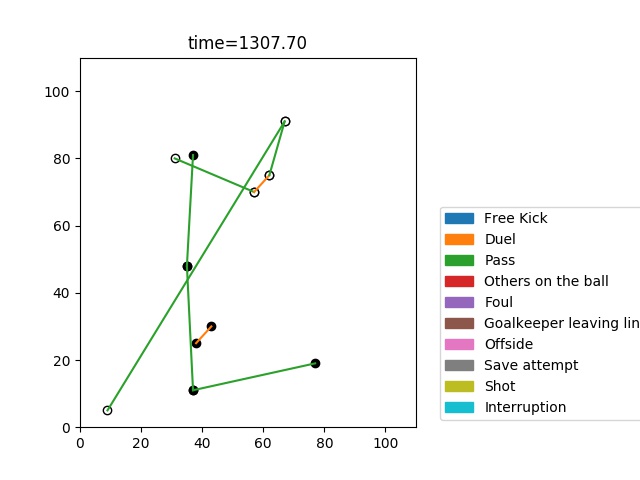 time=1307.70
100
80
60
40
20
0
0 20 40 60 80 100
Free Kick
Duel
Pass
Others on the ball
Foul
Goalkeeper leaving lin
Offside
Save attempt
Shot
Interruption